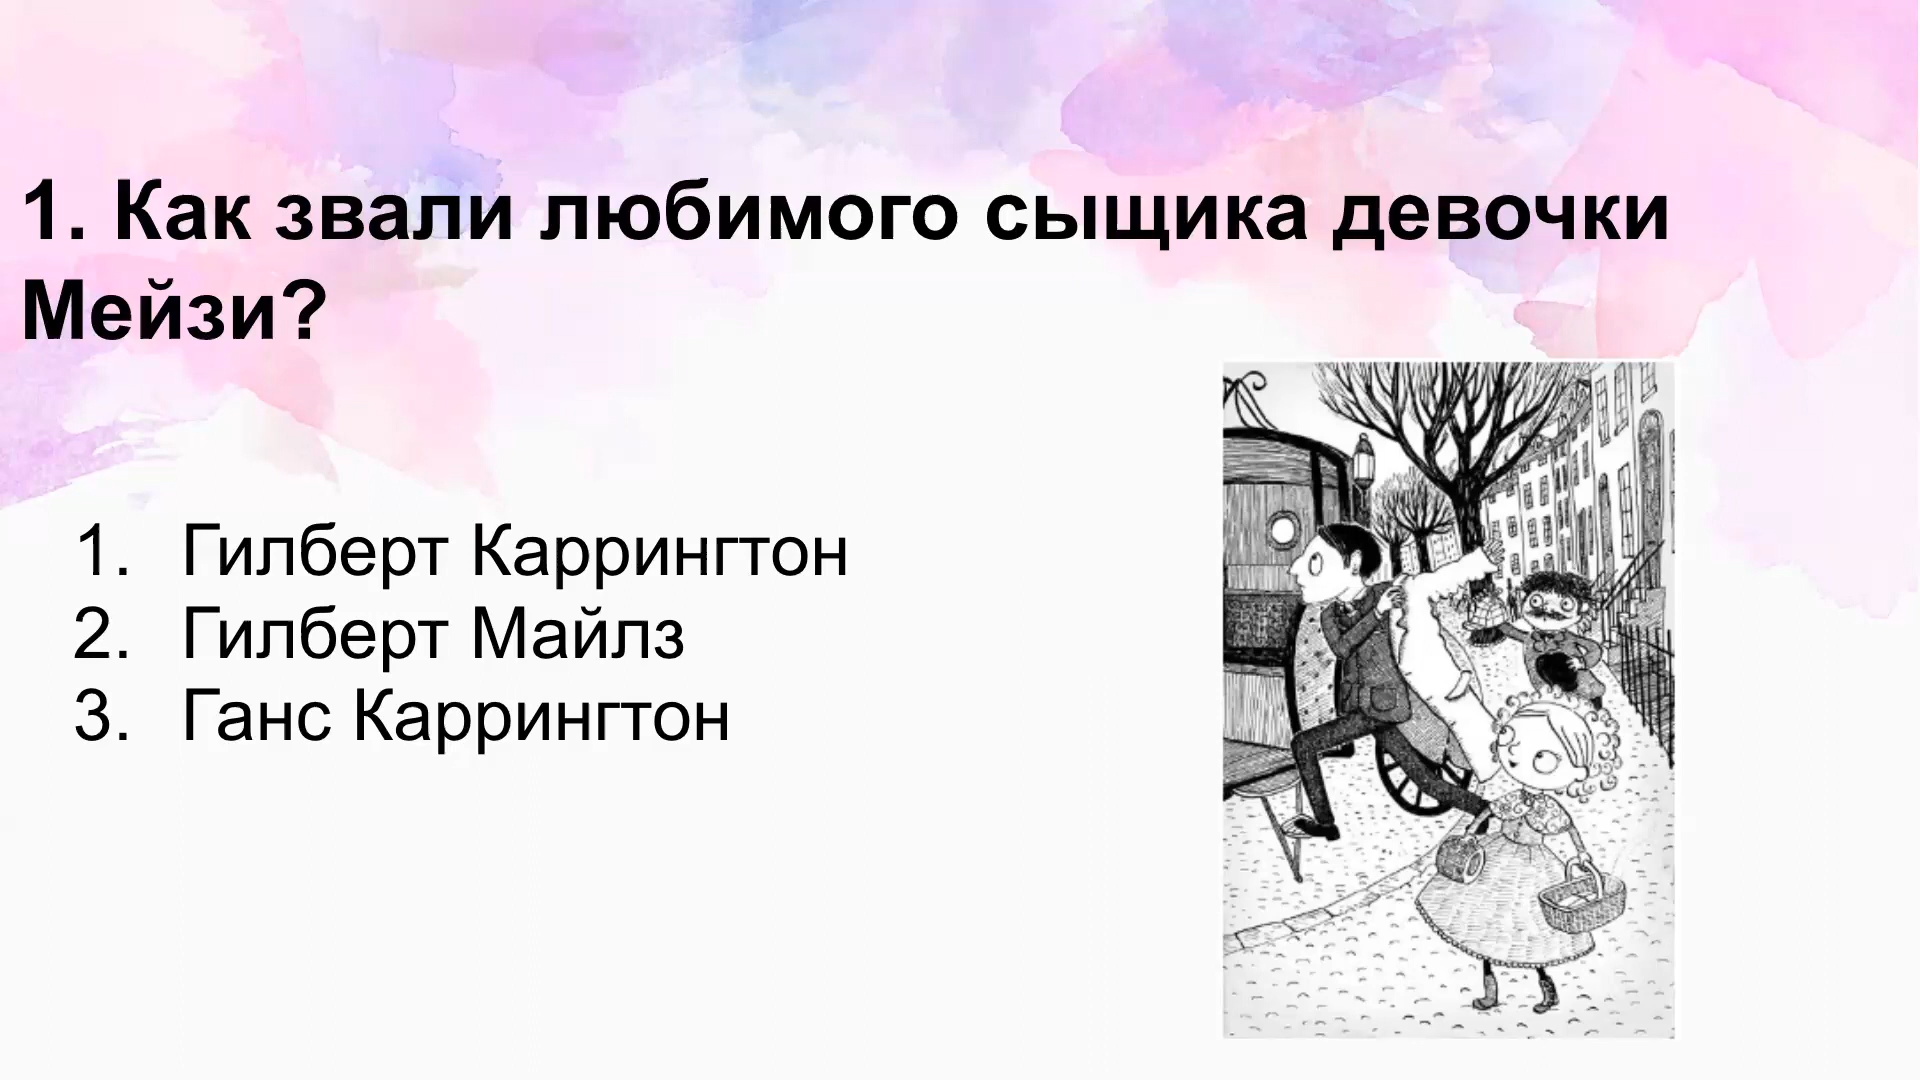 1. Как звали любимого сыщика девочки
Мейзи?
1. Гилберт Каррингтон
2. Гилберт Майлз
3. Ганс Каррингтон